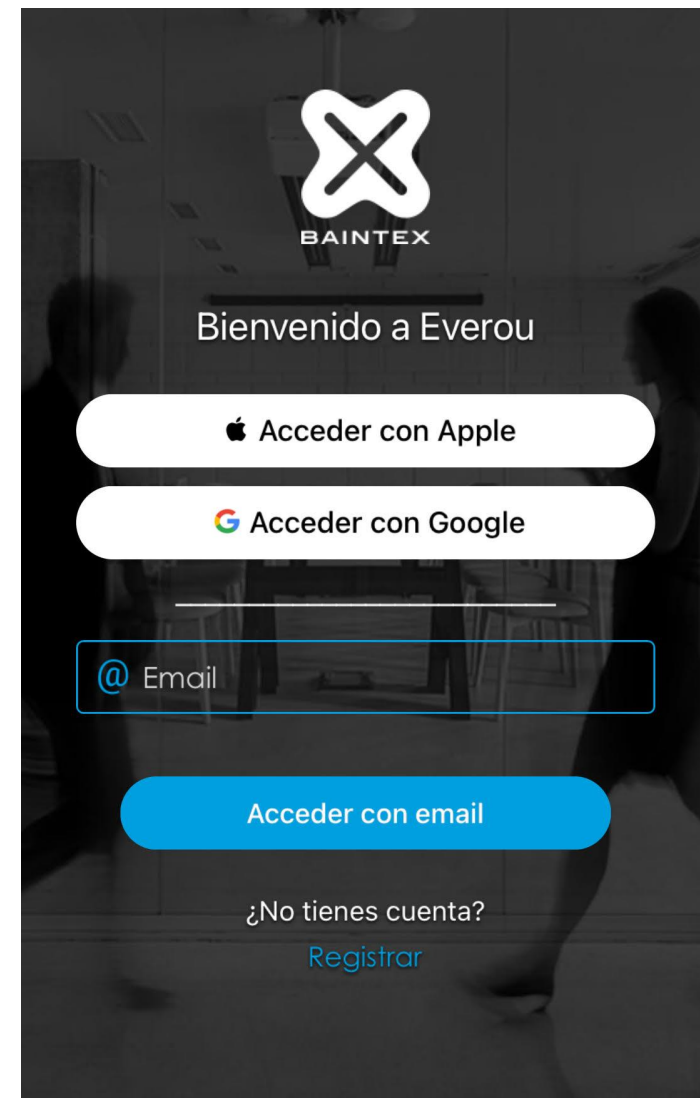 BAINTEX
Bienvenido a Everou
Acceder con Apple
Acceder con Google
@ Email
Acceder con email
¿No tienes cuenta?
Registrar